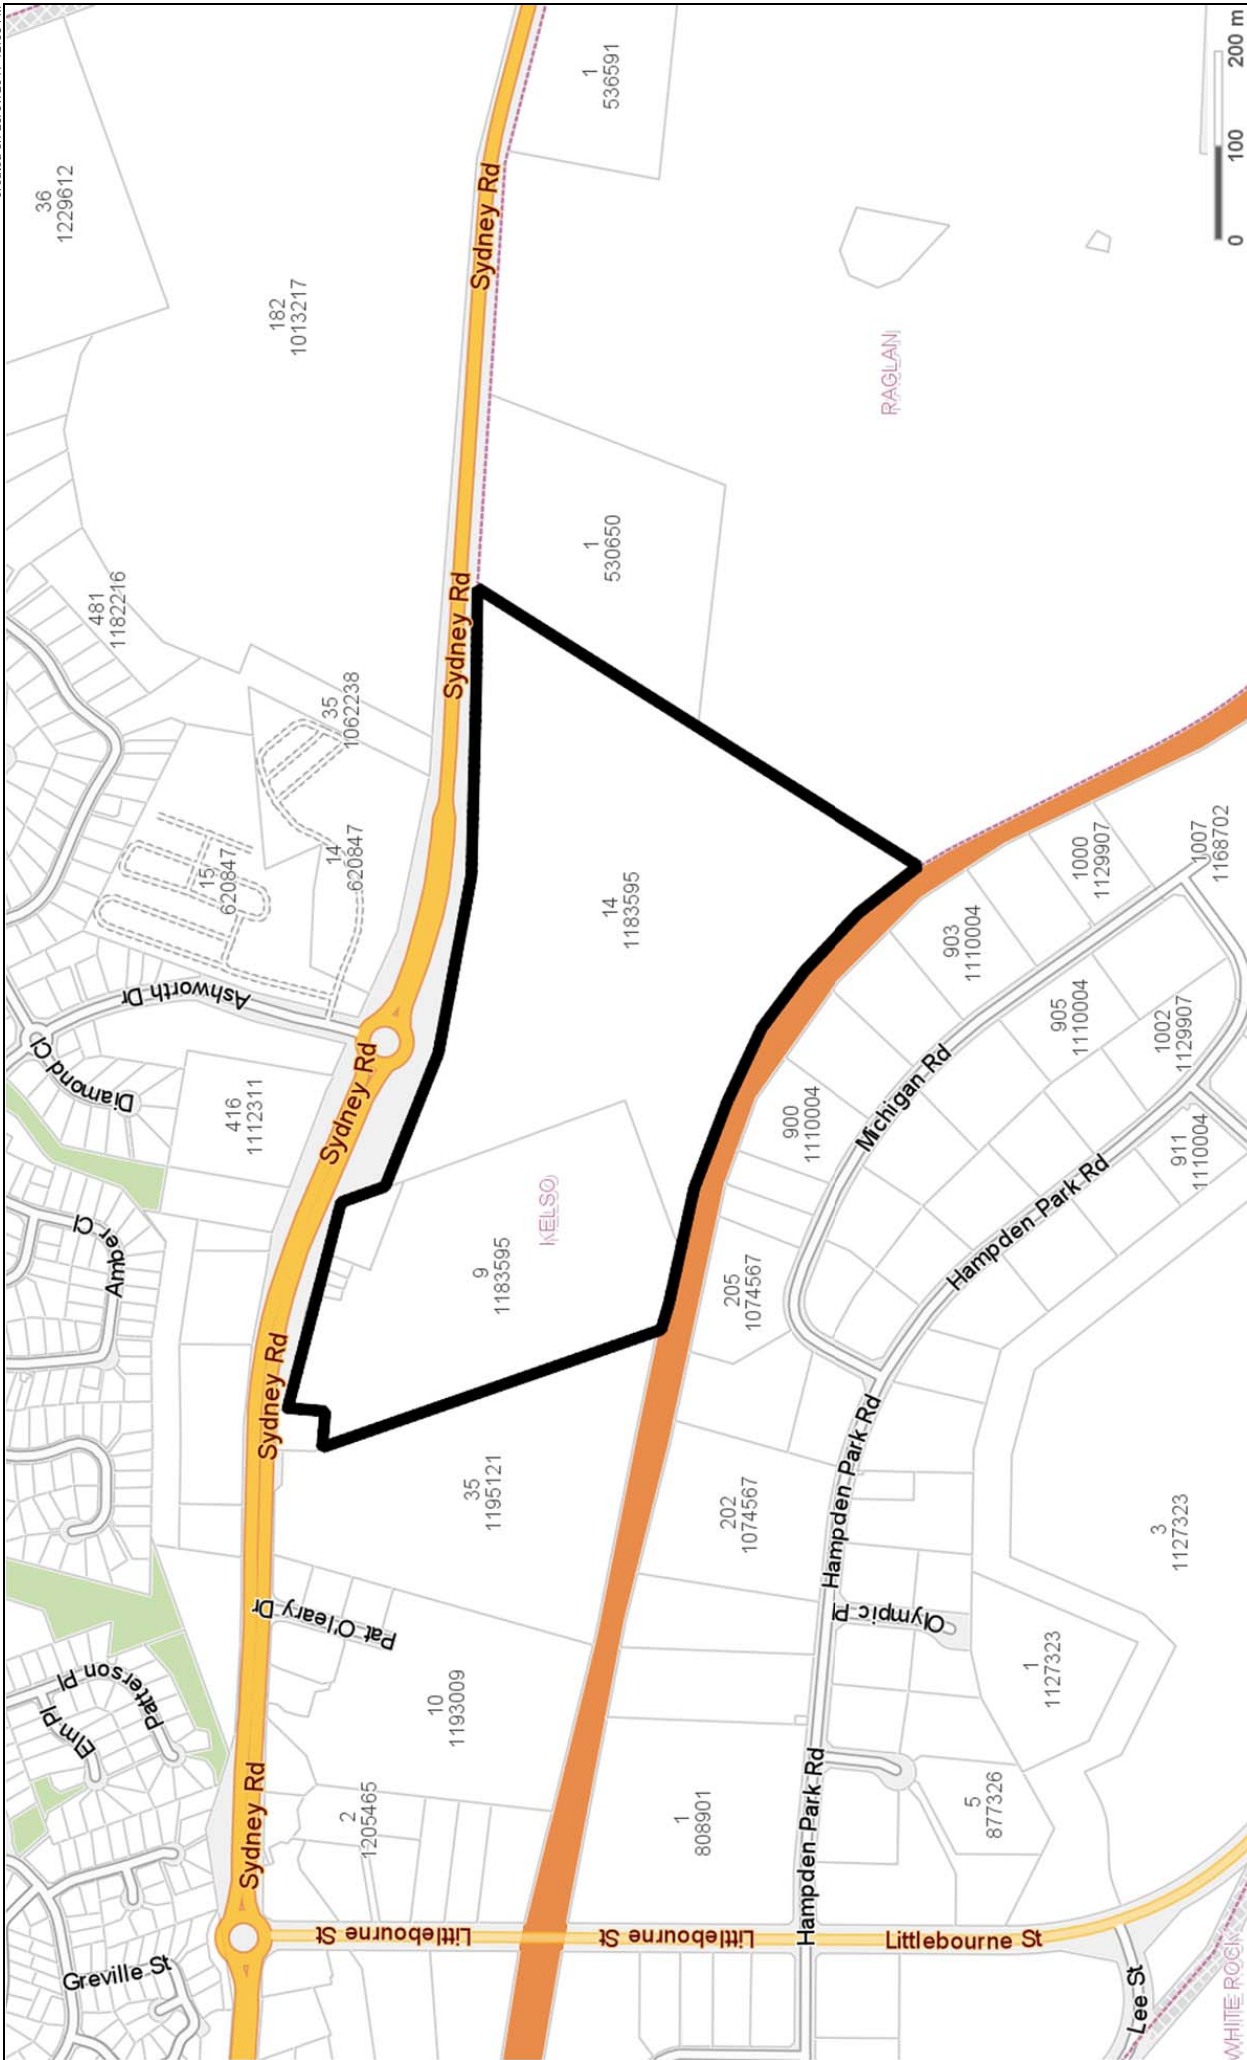 36
1229612
182
1013217
1
536591
Sydney Rd
200 m
100
0
RAGLAN
1
530650
481
1182216
Sydney Rd
35
1062238
14
620847
15
620847
14
1183595
Ashworth Dr
Diamond Cl
416
1112311
Sydney Rd
Amber Cl
KELSO
9
1183595
1000
1129907
1007
1168702
903
1110004
905
1110004
1002
1129907
900
1110004
Michigan Rd
911
1110004
Hampden Park Rd
205
1074567
Sydney Rd
35
1195121
202
1074567
Hampden Park Rd
3
1127323
Pat O'leary Dr
Olympic Pl
1
1127323
Patterson Pl
Elm Pl
10
1193009
Sydney Rd
2
1205465
1
808901
Hampden Park Rd
5
877326
Littlebourne St
Littlebourne St
Littlebourne St
Greville St
Lee St
WHITE ROCK